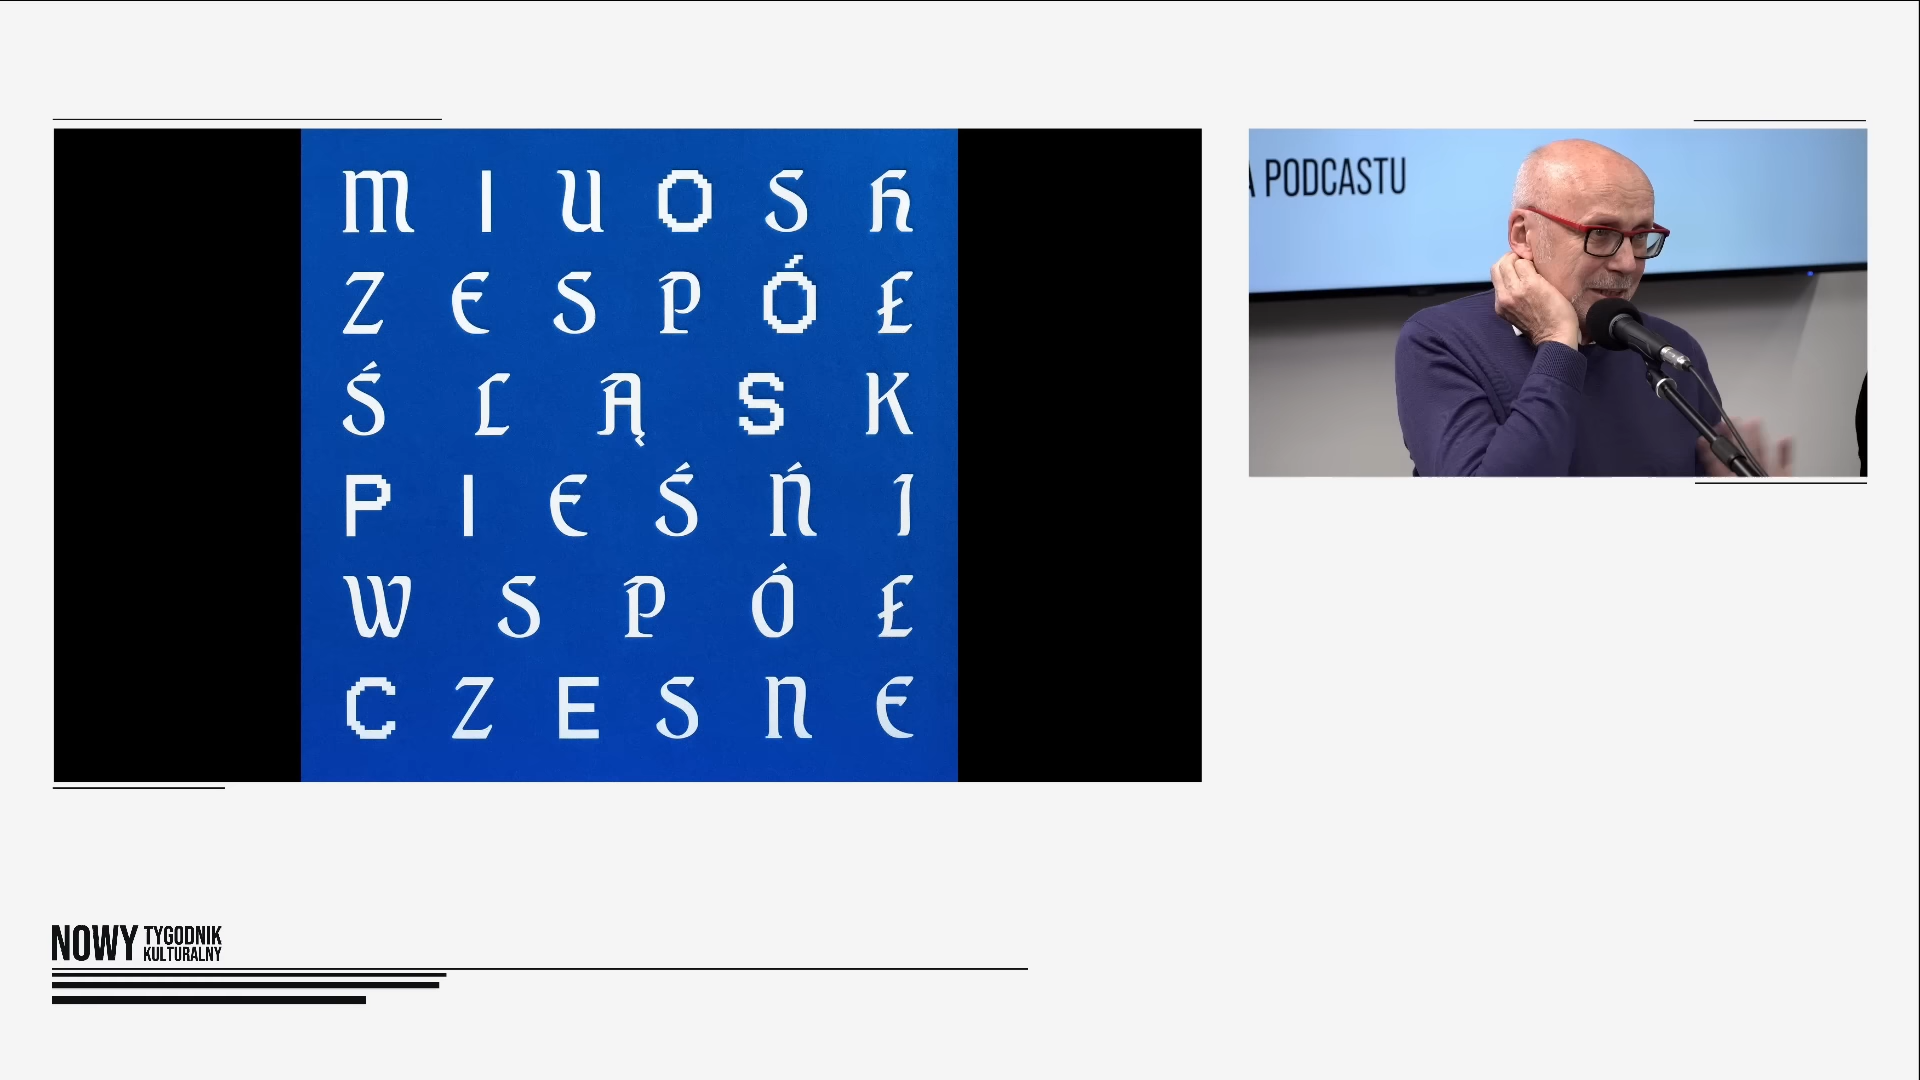 MIUOSH
ZESPÓŁ
ŚLĄSK
PIEŚNI
WSPÓŁ
CZESNE
A PODCASTU
NOWY TYGODNIK
KULTURALNY